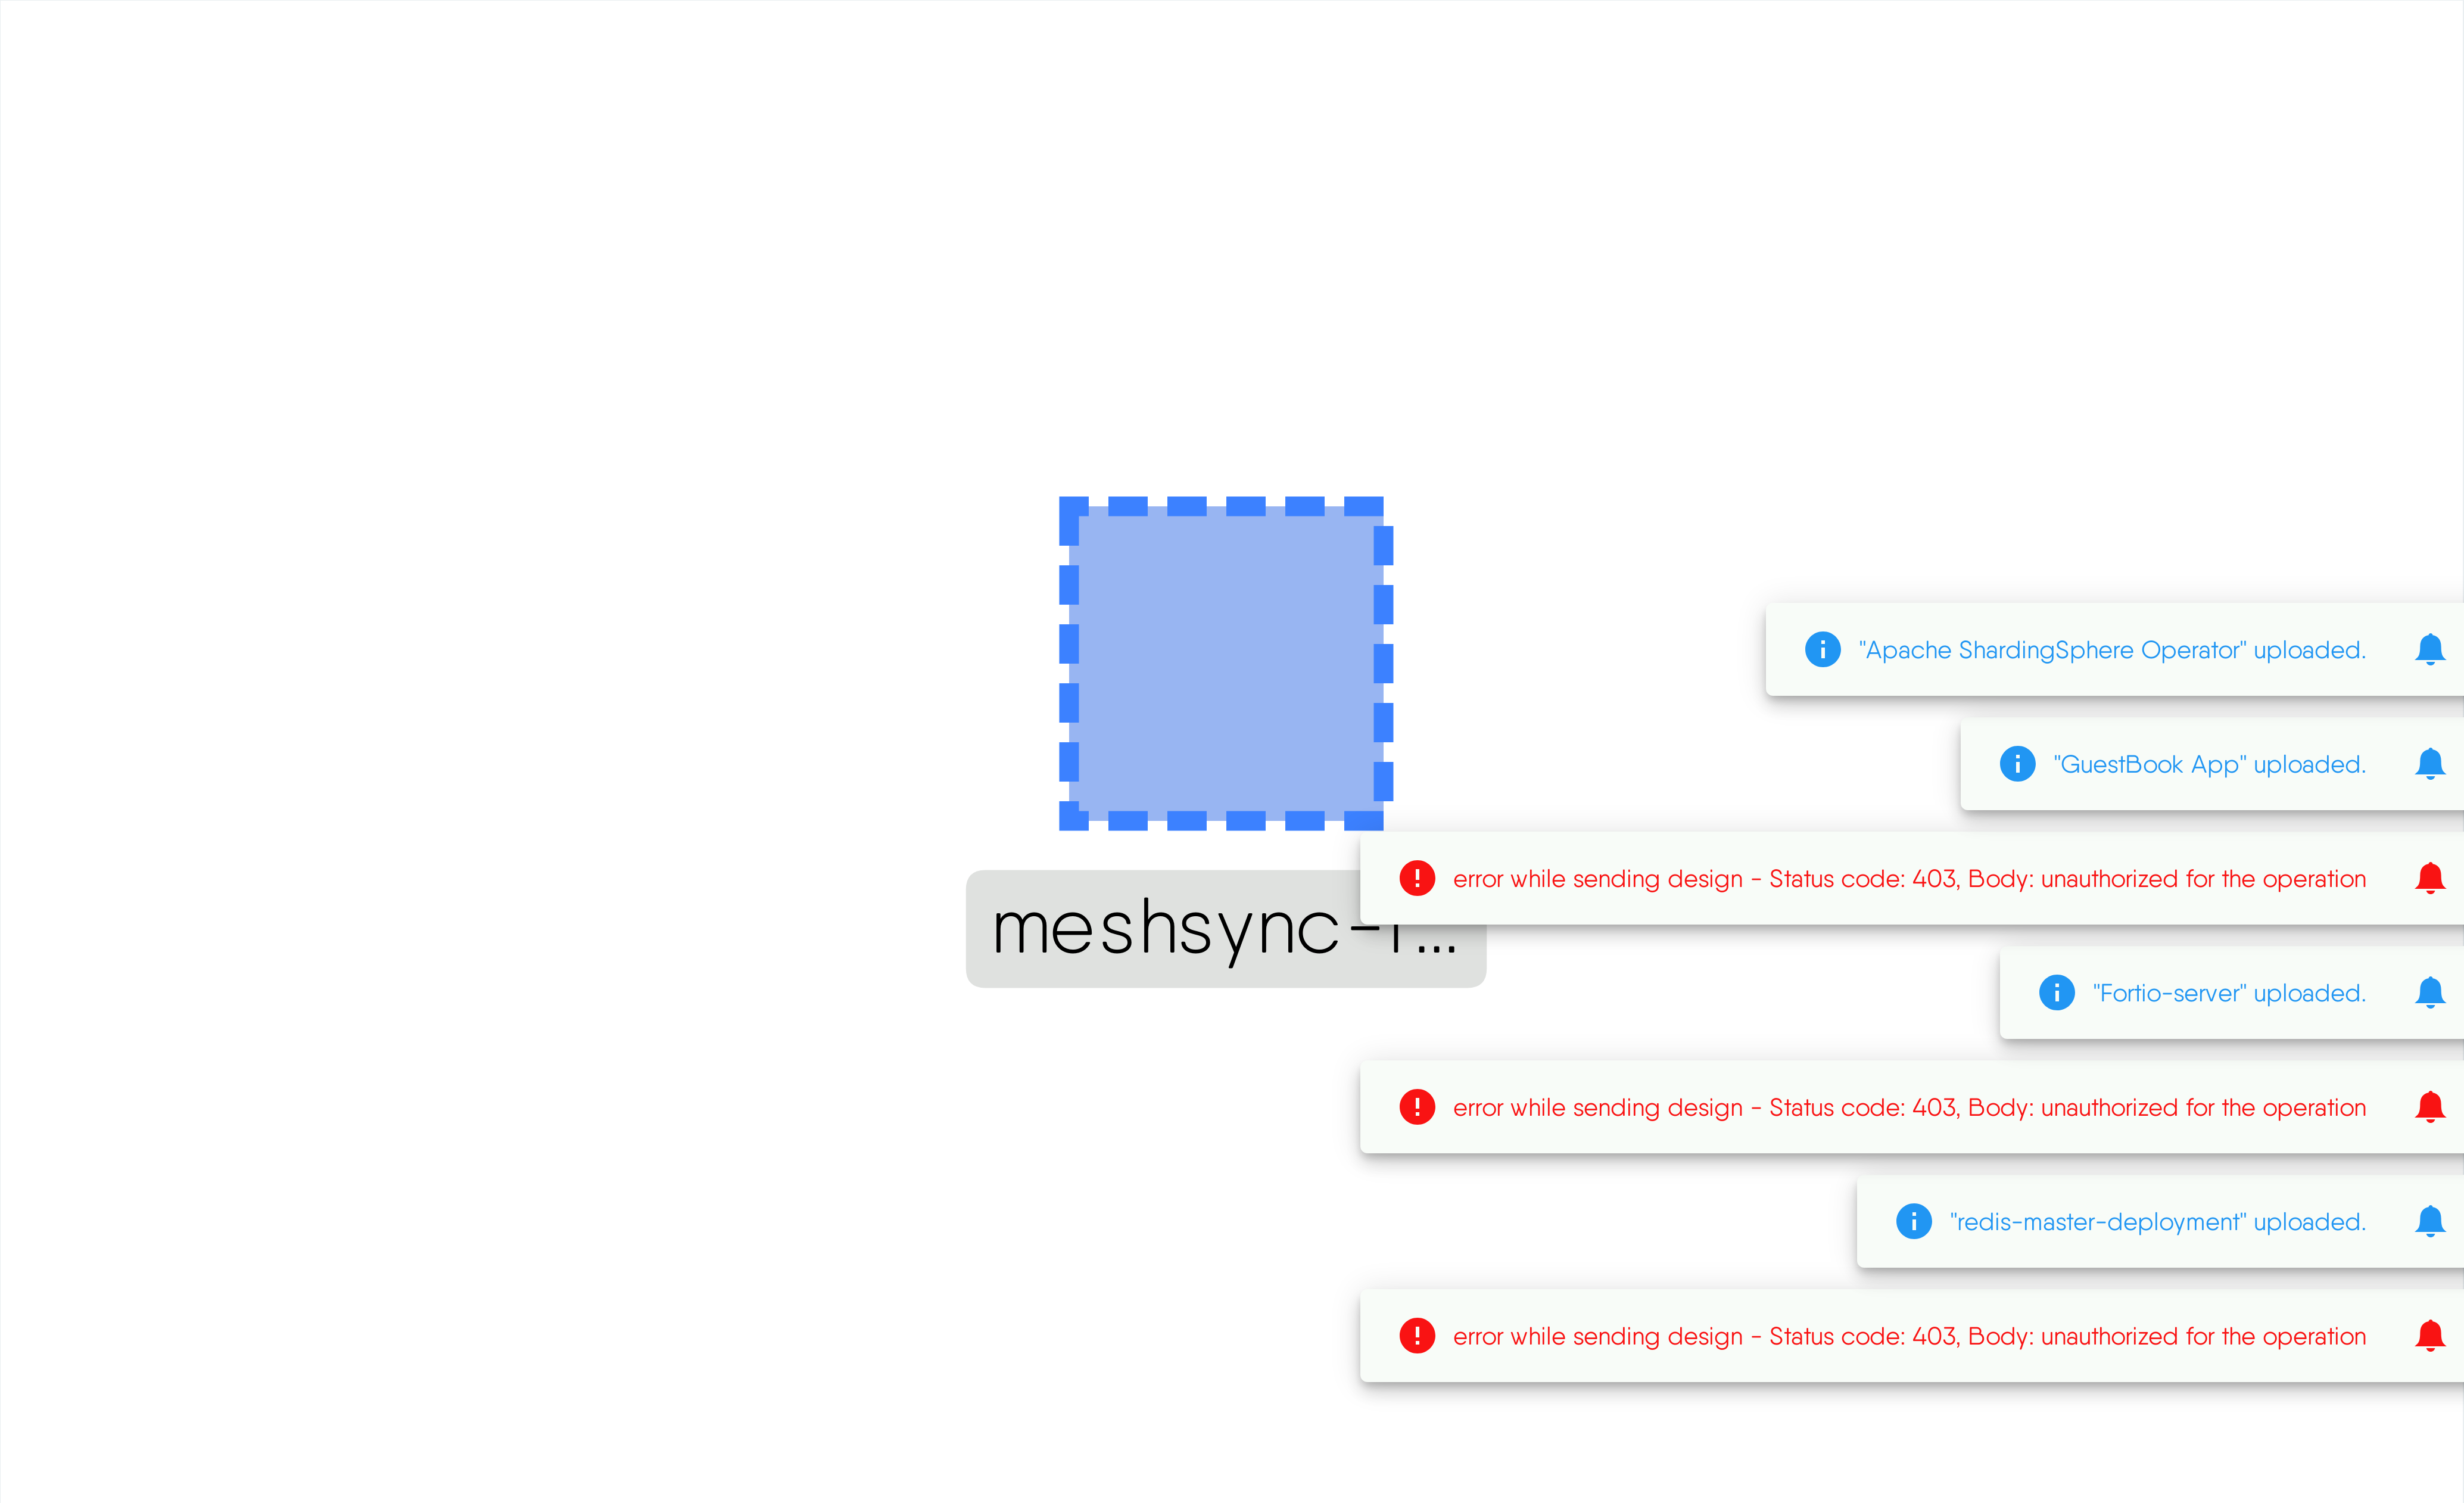 "Apache ShardingSphere Operator" uploaded.
"GuestBook App" uploaded.
error while sending design - Status code: 403, Body: unauthorized for the operation
meshsync-
"Fortio-server" uploaded.
error while sending design - Status code: 403, Body: unauthorized for the operation
"redis-master-deployment" uploaded.
error while sending design - Status code: 403, Body: unauthorized for the operation